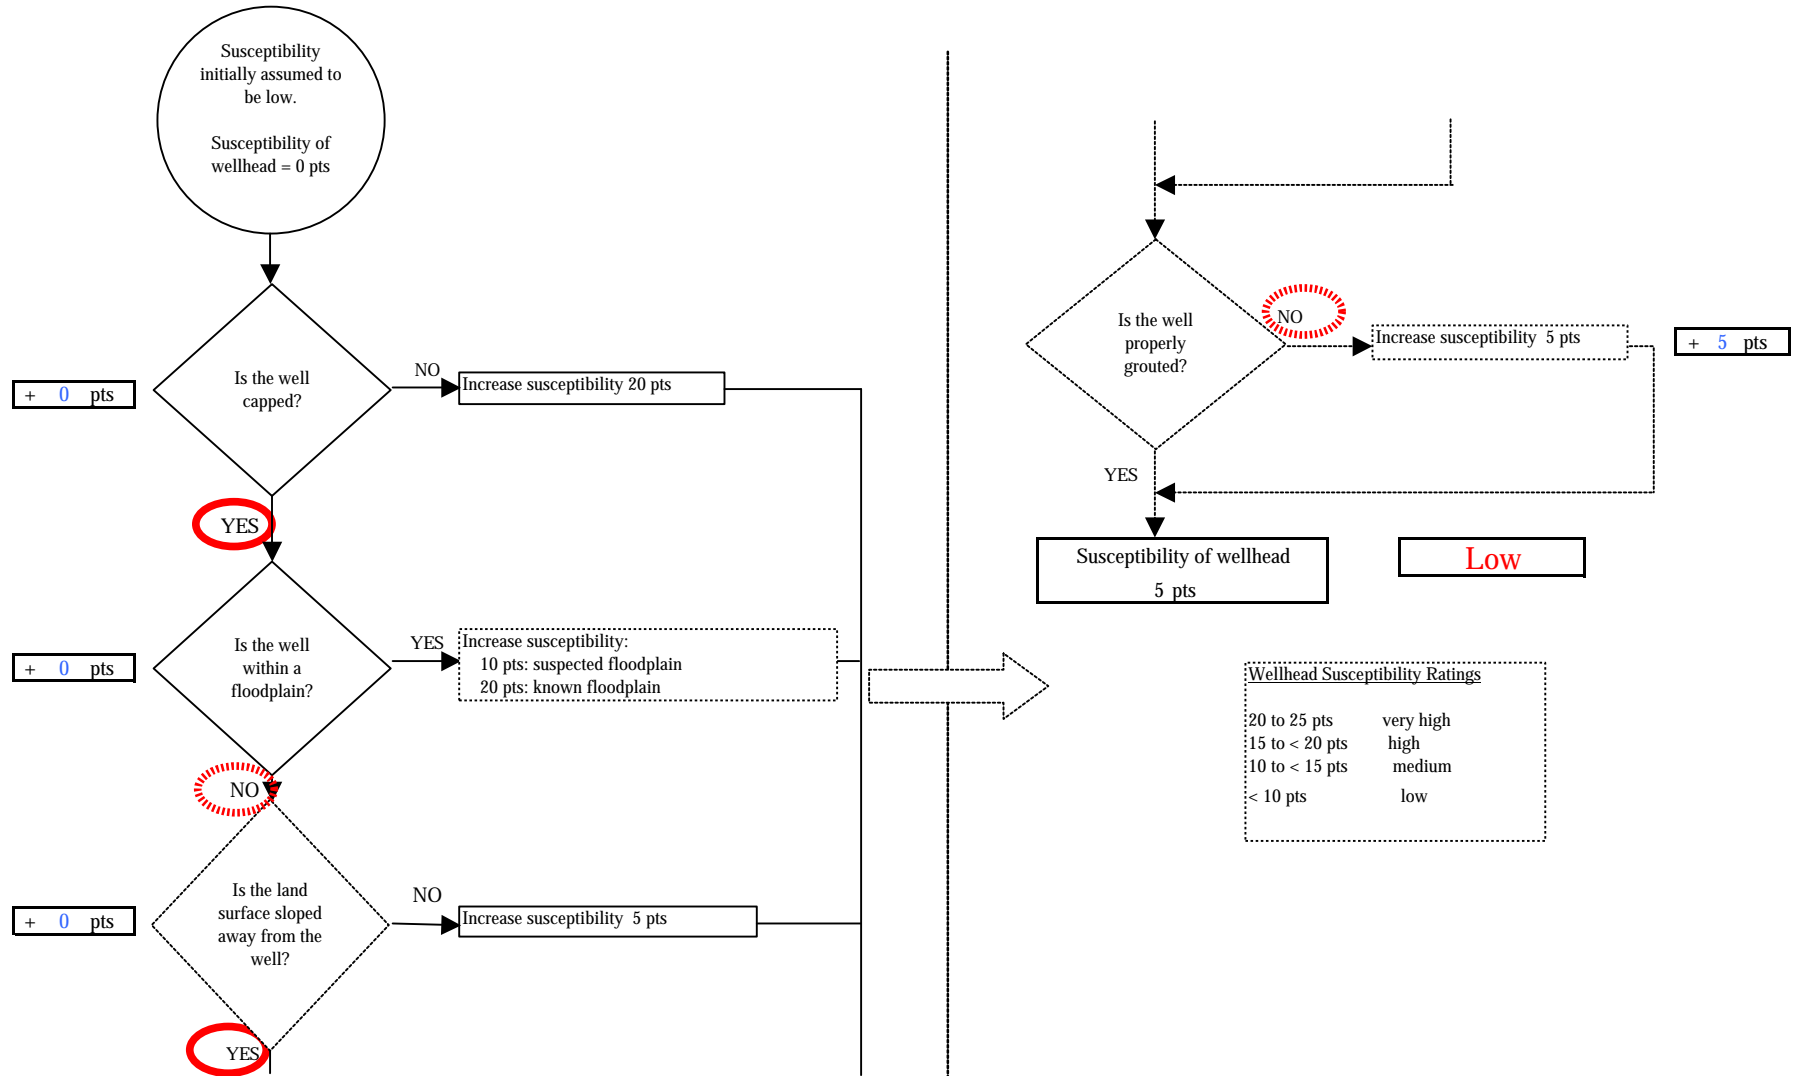 Susceptibility
initially assumed to
be low.
Susceptibility of
wellhead = 0 pts
Is the well
capped?
NO
Increase susceptibility 20 pts
+ 0 pts
YES
Is the well
within a
floodplain?
YES
Increase susceptibility:
10 pts: suspected floodplain
20 pts: known floodplain
+ 0 pts
NO
Is the land
surface sloped
away from the
well?
NO
Increase susceptibility 5 pts
+ 0 pts
YES
Is the well
properly
grouted?
NO
Increase susceptibility 5 pts
+ 5 pts
YES
Susceptibility of wellhead
5 pts
Low
Wellhead Susceptibility Ratings
20 to 25 pts very high
15 to < 20 pts high
10 to < 15 pts medium
< 10 pts low